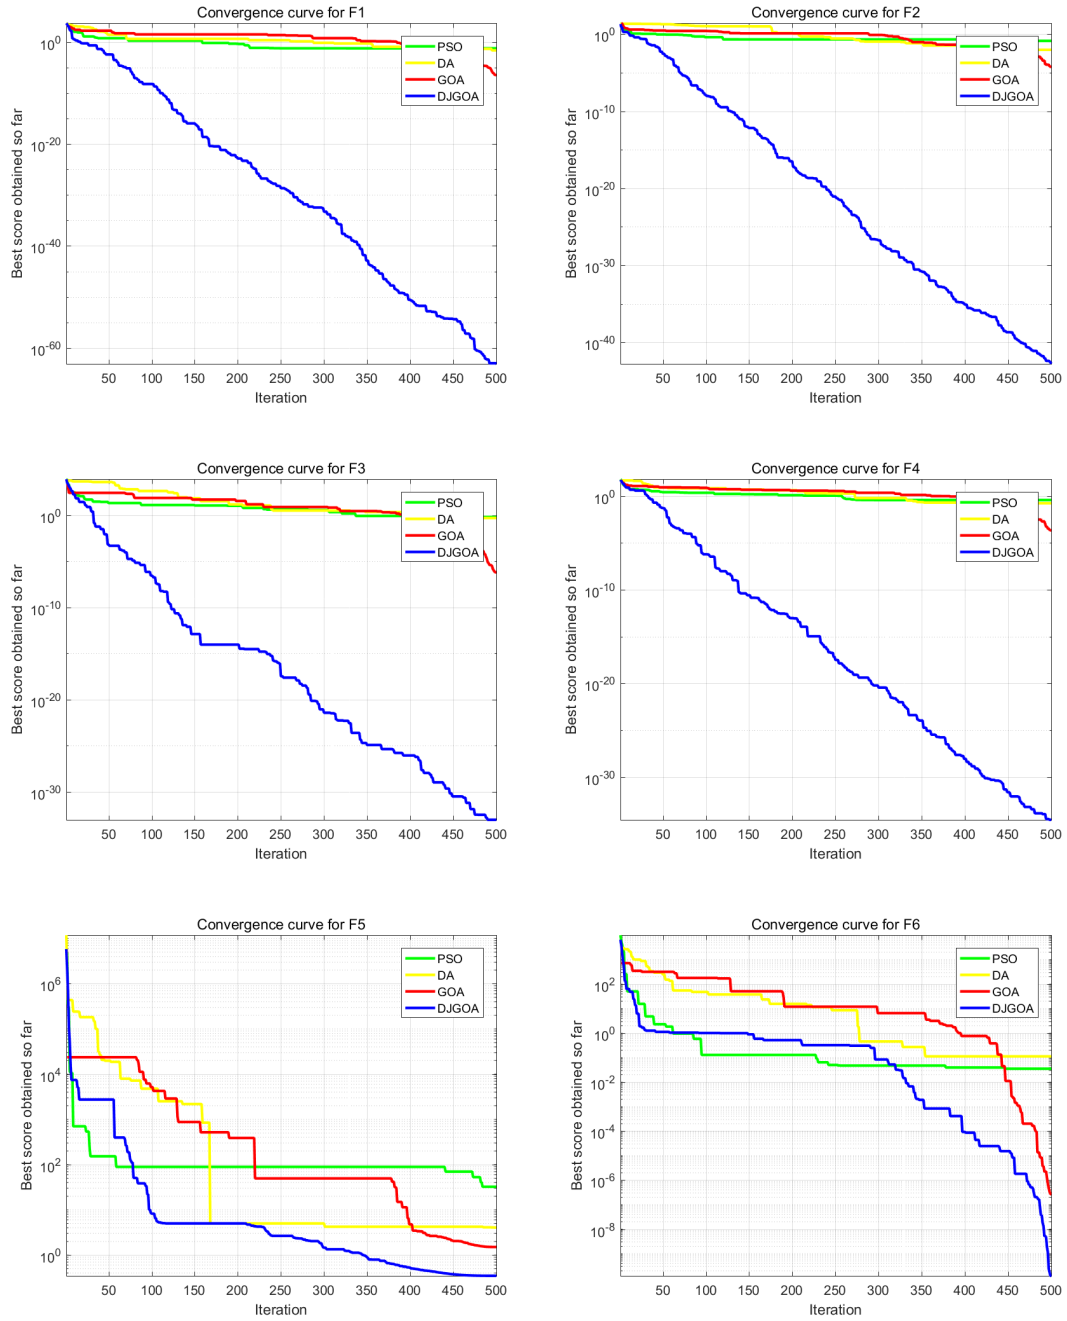 Convergence curve for F1
Best score obtained so far
10^0
10^-20
10^-40
10^-60
PSO
DA
GOA
DJGOA
50 100 150 200 250 300 350 400 450 500
Iteration
Convergence curve for F2
Best score obtained so far
10^0
10^-10
10^-20
10^-30
10^-40
PSO
DA
GOA
DJGOA
50 100 150 200 250 300 350 400 450 500
Iteration
Convergence curve for F3
Best score obtained so far
10^0
10^-10
10^-20
10^-30
PSO
DA
GOA
DJGOA
50 100 150 200 250 300 350 400 450 500
Iteration
Convergence curve for F4
Best score obtained so far
10^0
10^-10
10^-20
10^-30
PSO
DA
GOA
DJGOA
50 100 150 200 250 300 350 400 450 500
Iteration
Convergence curve for F5
Best score obtained so far
10^6
10^4
10^2
10^0
PSO
DA
GOA
DJGOA
50 100 150 200 250 300 350 400 450 500
Iteration
Convergence curve for F6
Best score obtained so far
10^2
10^0
10^-2
10^-4
10^-6
10^-8
PSO
DA
GOA
DJGOA
50 100 150 200 250 300 350 400 450 500
Iteration